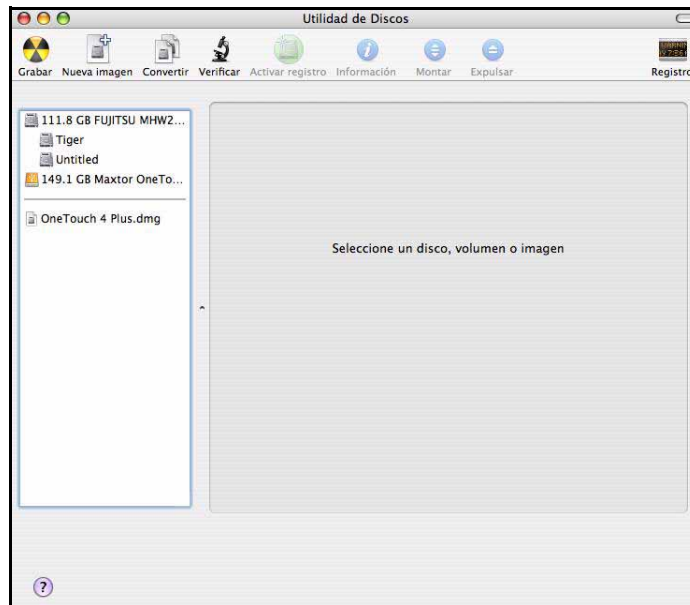 Utilidad de Discos
Grabar Nueva imagen Convertir Verificar Activar registro Información Montar Expulsar Registro
111.8 GB FUJITSU MHW2...
Tiger
Untitled
149.1 GB Maxtor OneTo...
OneTouch 4 Plus.dmg
Seleccione un disco, volumen o imagen
?